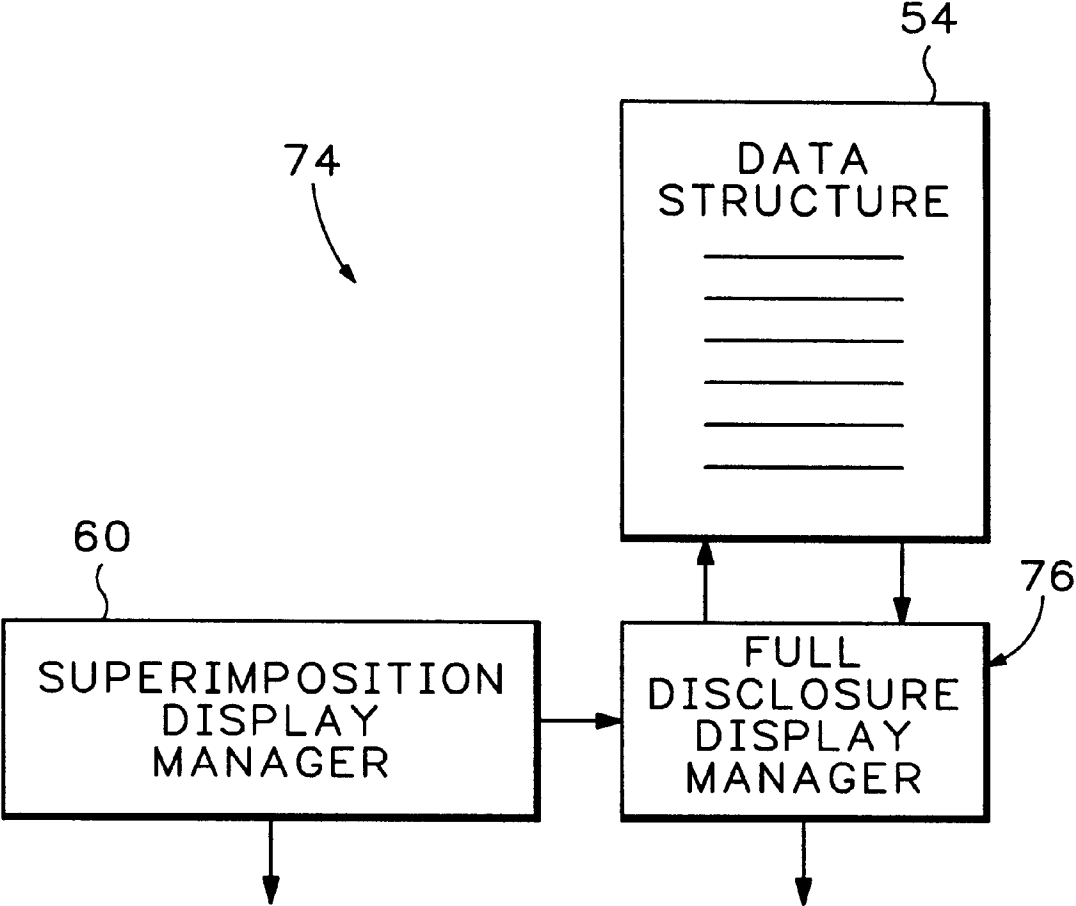 54
74
DATA
STRUCTURE
60
76
SUPERIMPOSITION
DISPLAY
MANAGER
FULL
DISCLOSURE
DISPLAY
MANAGER